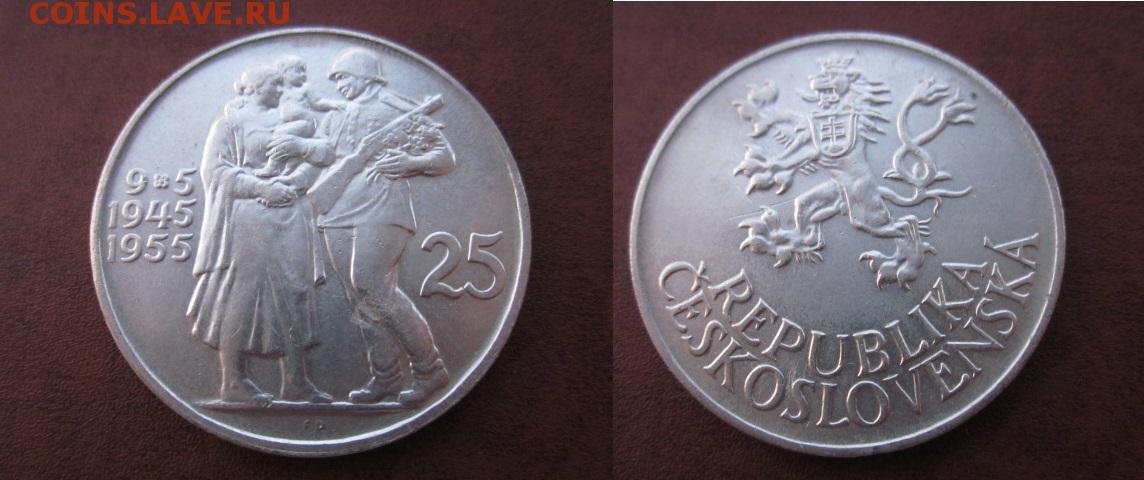 COINS.LAVE.RU
9 5
1945
1955
25
REPUBLIKA
ČESKOSLOVENSKÁ